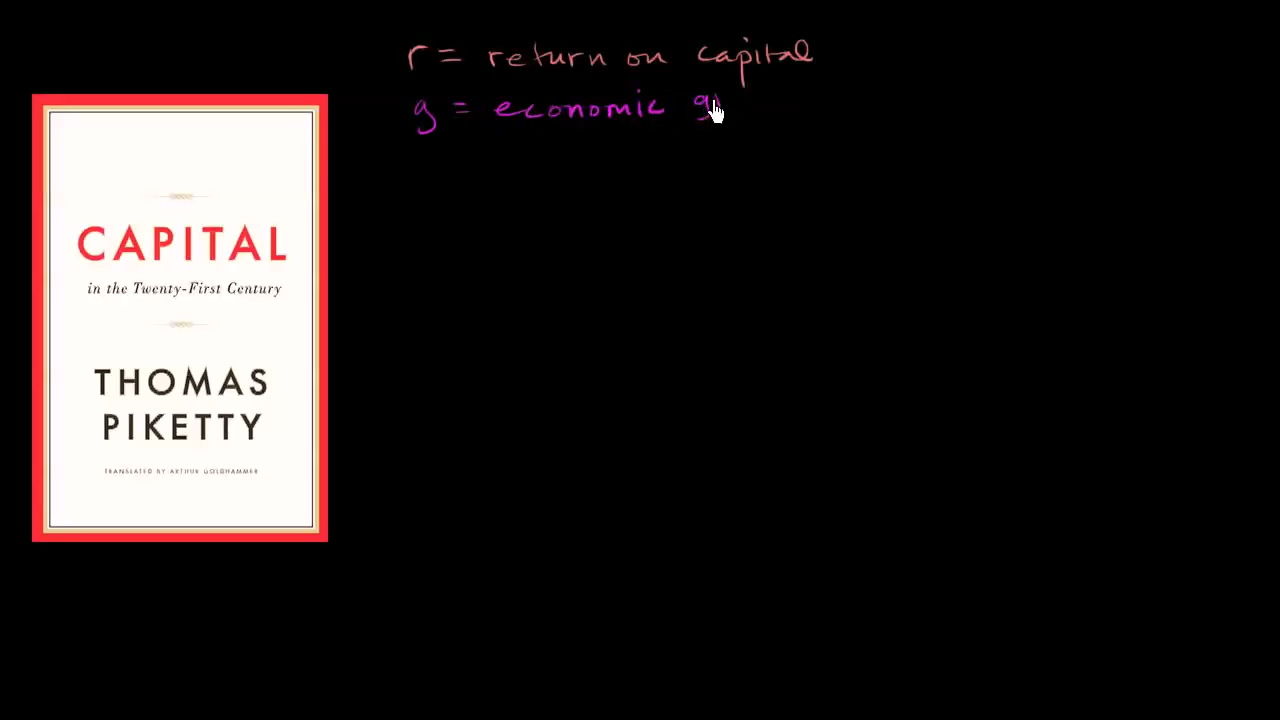 r = return on capital
g = economic g
CAPITAL
in the Twenty-First Century
THOMAS
PIKETTY
TRANSLATED BY ARTHUR GOLDHAMMER